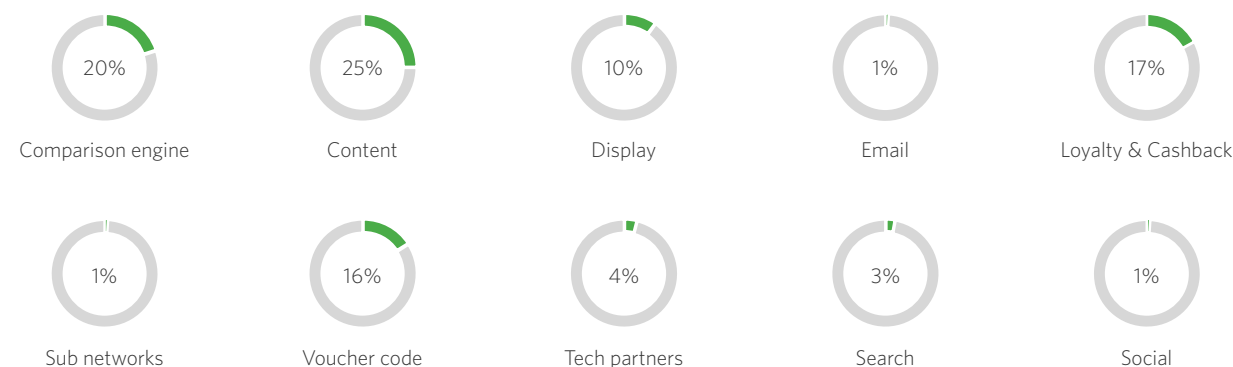 20%
25%
10%
1%
17%
Comparison engine
Content
Display
Email
Loyalty & Cashback
1%
16%
4%
3%
1%
Sub networks
Voucher code
Tech partners
Search
Social